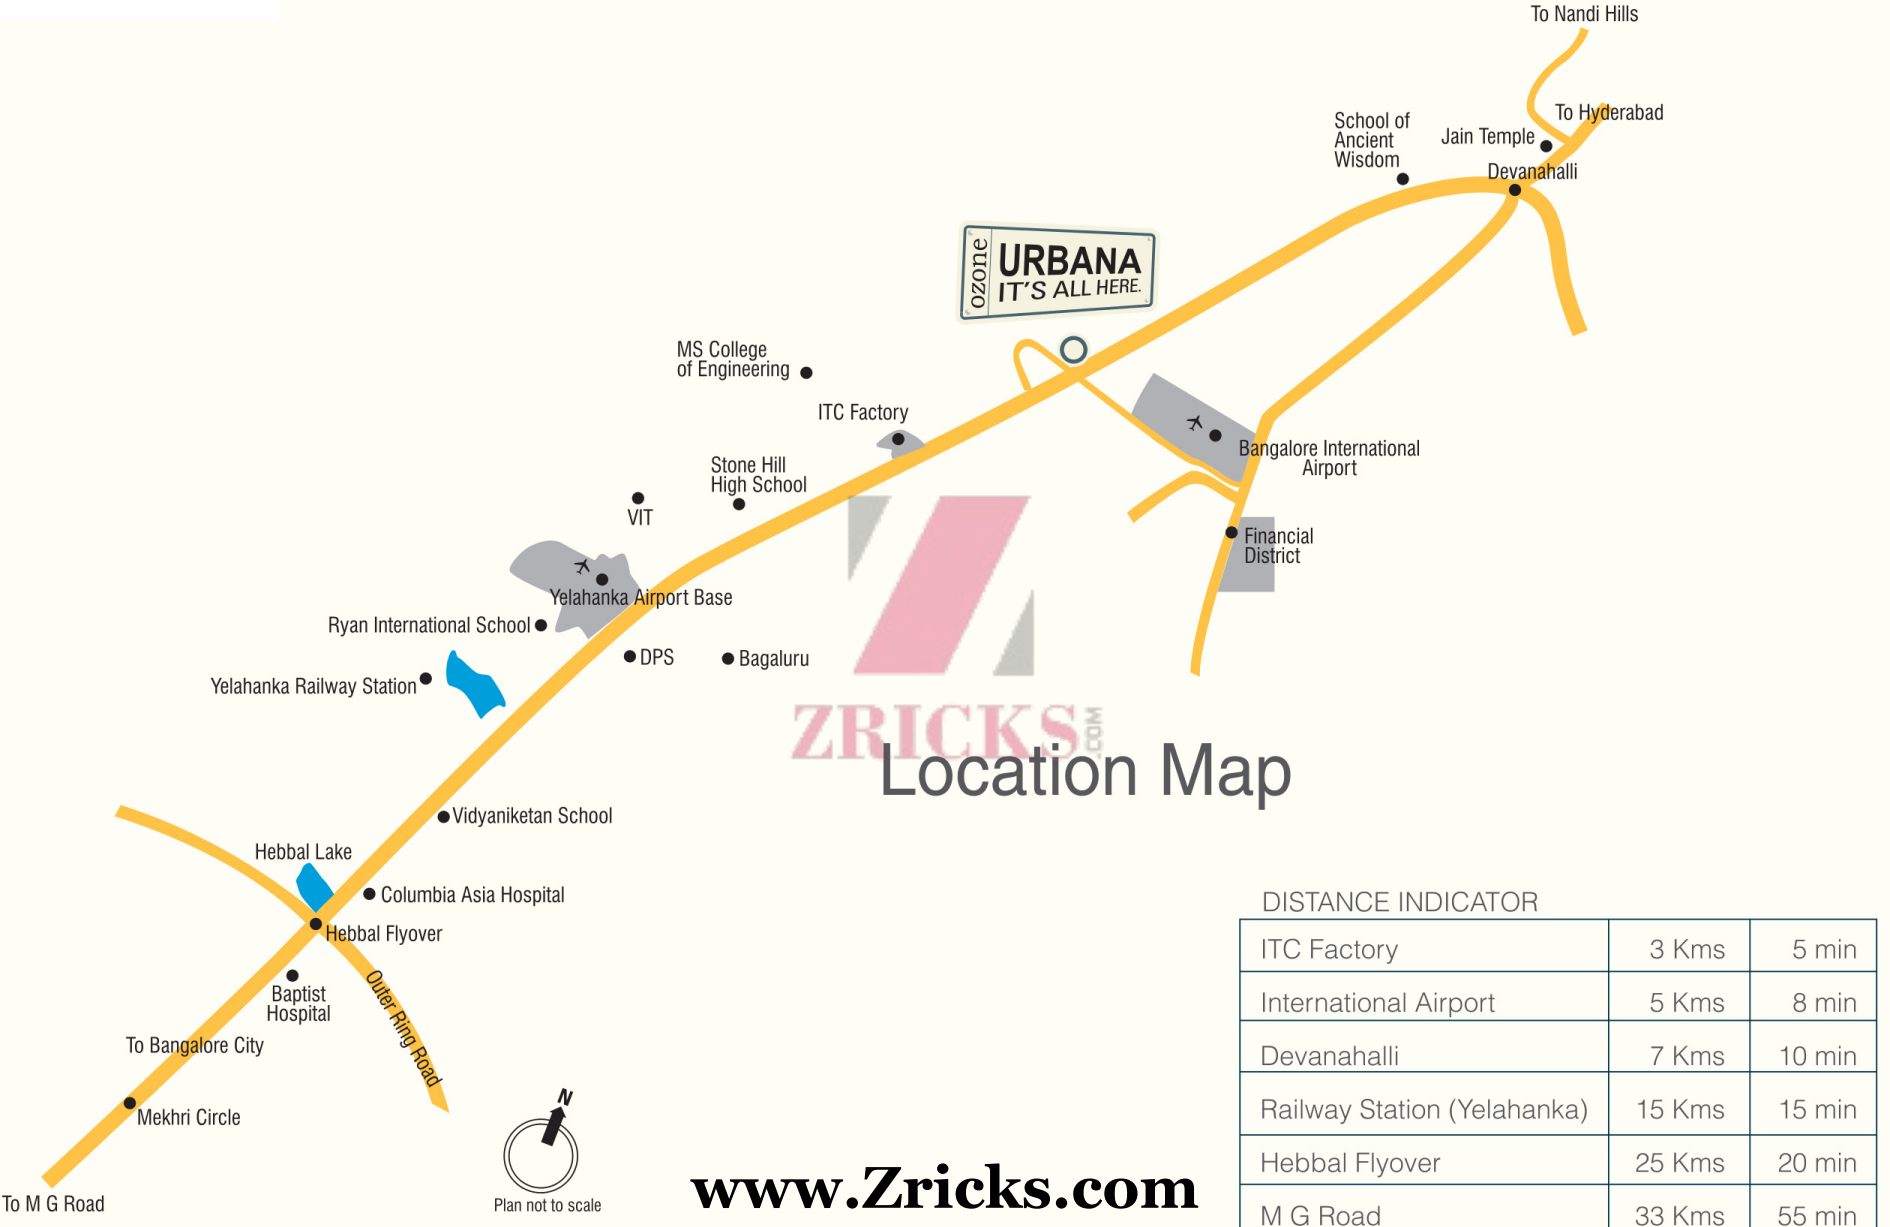 To Nandi Hills
To Hyderabad
School of
Ancient
Wisdom
Jain Temple
Devanahalli
ozone
URBANA
IT'S ALL HERE.
MS College
of Engineering
ITC Factory
Bangalore International
Airport
Stone Hill
High School
VIT
Financial
District
Yelahanka Airport Base
Ryan International School
DPS
Bagaluru
Yelahanka Railway Station
ZRICKS.COM
Location Map
Vidyaniketan School
Hebbal Lake
Columbia Asia Hospital
Hebbal Flyover
Outer Ring Road
Baptist
Hospital
To Bangalore City
Mekhri Circle
To M G Road
N
Plan not to scale
www.Zricks.com
DISTANCE INDICATOR
ITC Factory 3 Kms 5 min
International Airport 5 Kms 8 min
Devanahalli 7 Kms 10 min
Railway Station (Yelahanka) 15 Kms 15 min
Hebbal Flyover 25 Kms 20 min
M G Road 33 Kms 55 min